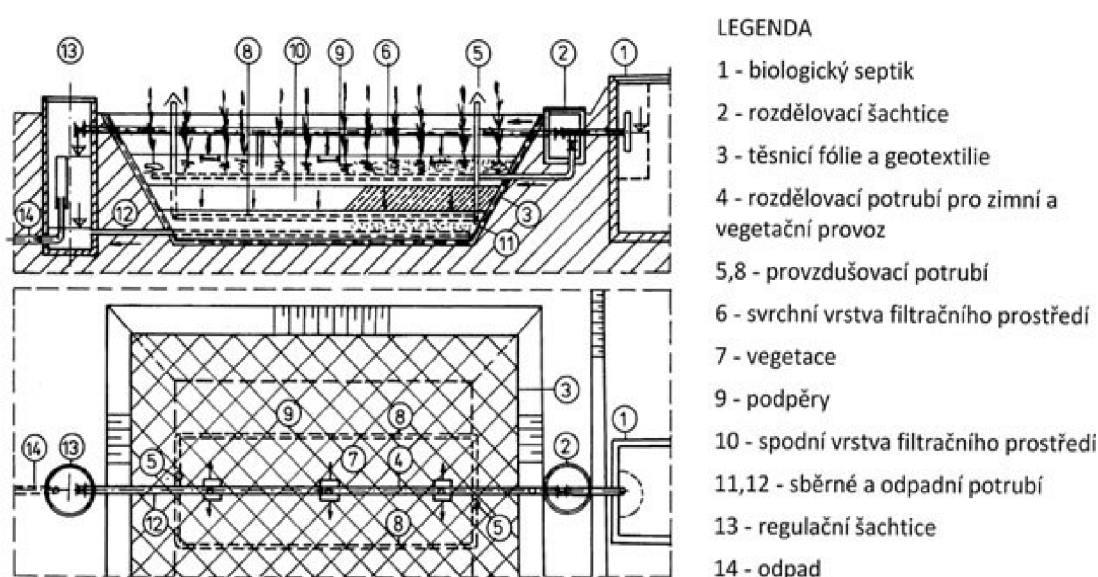 13 8 10 9 6 5 2 1
14 12 3
11
3
9 8 1
14 13 5 7 4 2
12 8 5
LEGENDA
1 - biologický septik
2 - rozdělovací šachtice
3 - těsnicí fólie a geotextilie
4 - rozdělovací potrubí pro zimní a
vegetační provoz
5,8 - provzdušovací potrubí
6 - svrchní vrstva filtračního prostředí
7 - vegetace
9 - podpěry
10 - spodní vrstva filtračního prostředí
11,12 - sběrné a odpadní potrubí
13 - regulační šachtice
14 - odpad